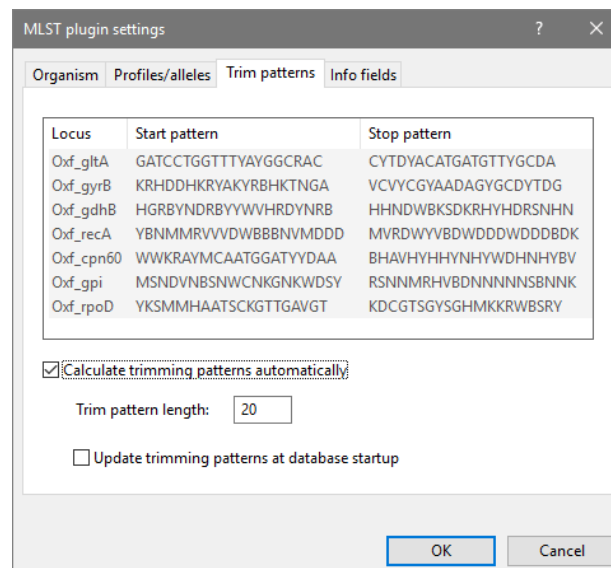 MLST plugin settings ? ×
Organism Profiles/alleles Trim patterns Info fields
Locus Start pattern Stop pattern
Oxf_gltA GATCCTGGTTTYAYGGCRAC CYTDYACATGATGTTYGCDA
Oxf_gyrB KRHDDHKRYAKYRBHKTNGA VCVYCGYAADAGYGCDYTDG
Oxf_gdhB HGRBYNDRBYYWVHRDYNRB HHNDWBKSDKRHYHDRSNHN
Oxf_recA YBNMMRVVVDWBBBNVMDDD MVRDWYVBDWDDDWDDDBDK
Oxf_cpn60 WWKRAYMCAATGGATYYDAA BHAVHYHHYNHYWDHNHYBV
Oxf_gpi MSNDVNBSNWCNKGNKWDSY RSNNMRHVBDNNNNNSBNNK
Oxf_rpoD YKSMMHAATSCKGTTGAVGT KDCGTSGYSGHMKKRWBSRY
Calculate trimming patterns automatically
Trim pattern length: 20
Update trimming patterns at database startup
OK Cancel